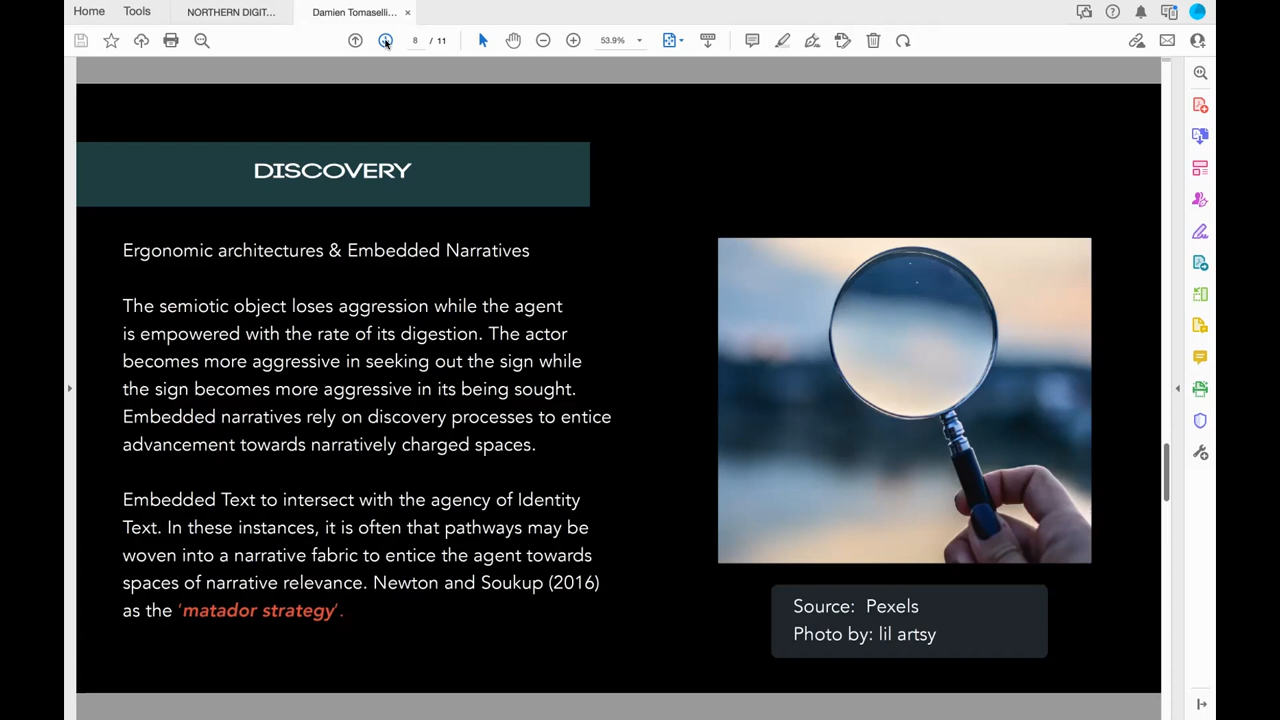 Home
Tools
NORTHERN DIGIT...
Damien Tomaselli...
8 / 11
53.9%
DISCOVERY
Ergonomic architectures & Embedded Narratives
The semiotic object loses aggression while the agent
is empowered with the rate of its digestion. The actor
becomes more aggressive in seeking out the sign while
the sign becomes more aggressive in its being sought.
Embedded narratives rely on discovery processes to entice
advancement towards narratively charged spaces.
Embedded Text to intersect with the agency of Identity
Text. In these instances, it is often that pathways may be
woven into a narrative fabric to entice the agent towards
spaces of narrative relevance. Newton and Soukup (2016)
as the 'matador strategy'.
Source: Pexels
Photo by: lil artsy